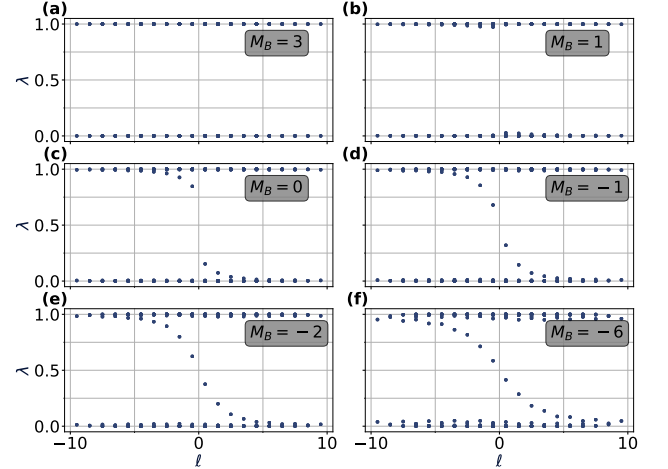 (a) (b)
1.0
λ 0.5
0.0
M_B = 3 M_B = 1
(c) (d)
1.0
λ 0.5
0.0
M_B = 0 M_B = −1
(e) (f)
1.0
λ 0.5
0.0
M_B = −2 M_B = −6
−10 0 10 −10 0 10
ℓ ℓ